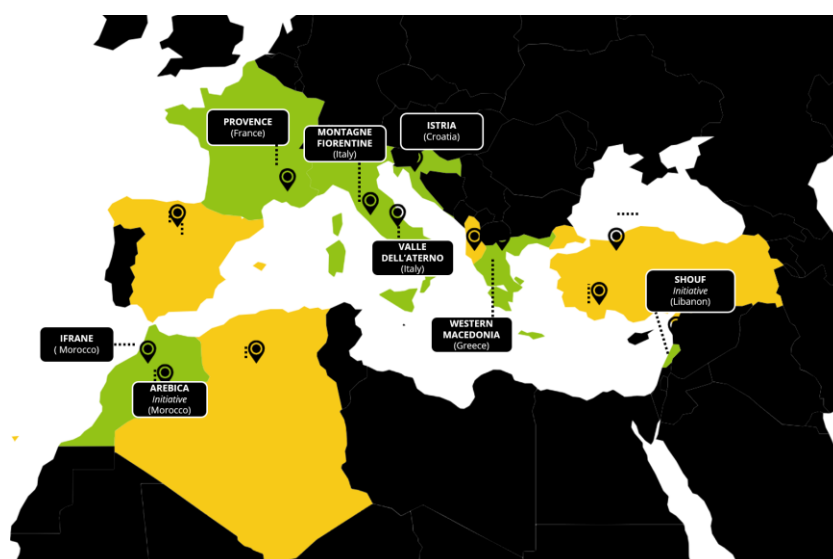 PROVENCE
(France)
MONTAGNE
FIORENTINE
(Italy)
ISTRIA
(Croatia)
VALLE
DELL'ATERNO
(Italy)
SHOUF
Initiative
(Libanon)
WESTERN
MACEDONIA
(Greece)
IFRANE
( Morocco)
AREBICA
Initiative
(Morocco)